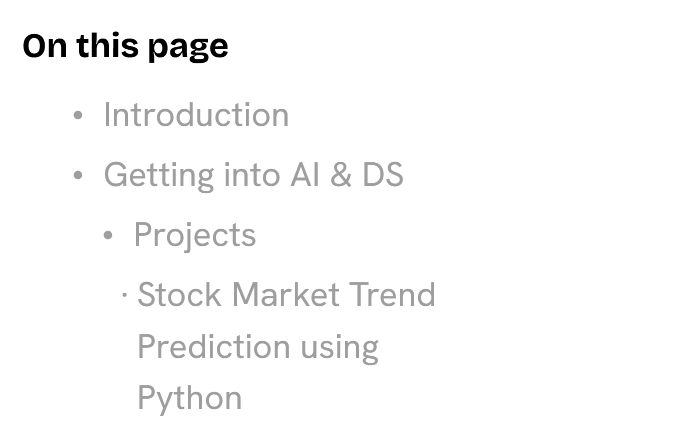 On this page
• Introduction
• Getting into AI & DS
• Projects
· Stock Market Trend
Prediction using
Python